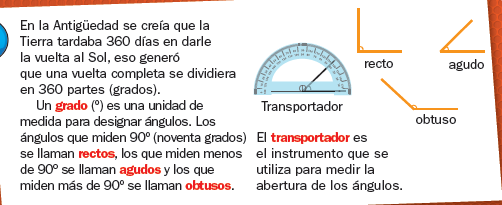 En la Antigüedad se creía que la
Tierra tardaba 360 días en darle
la vuelta al Sol, eso generó
que una vuelta completa se dividiera
en 360 partes (grados).
Un grado (º) es una unidad de
medida para designar ángulos. Los
ángulos que miden 90º (noventa grados)
se llaman rectos, los que miden menos
de 90º se llaman agudos y los que
miden más de 90º se llaman obtusos.
Transportador
recto
agudo
obtuso
El transportador es
el instrumento que se
utiliza para medir la
abertura de los ángulos.